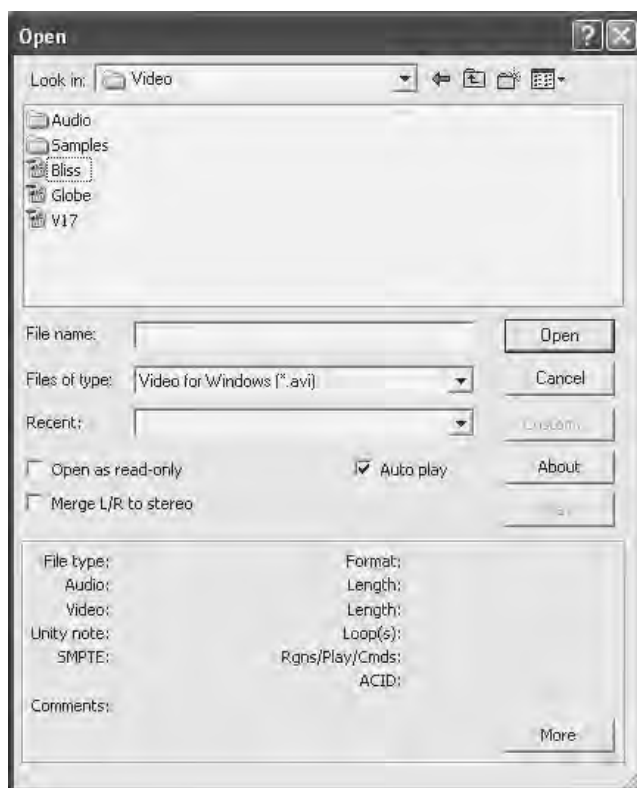 Open
Look in: Video
Audio
Samples
Bliss
Globe
V17
File name: Open
Files of type: Video for Windows (*.avi) Cancel
Recent: Custom...
Open as read-only Auto play About
Merge L/R to stereo
File type: Format:
Audio: Length:
Video: Length:
Unity note: Loop(s):
SMPTE: Rgns/Play/Cmds:
ACID:
Comments:
More